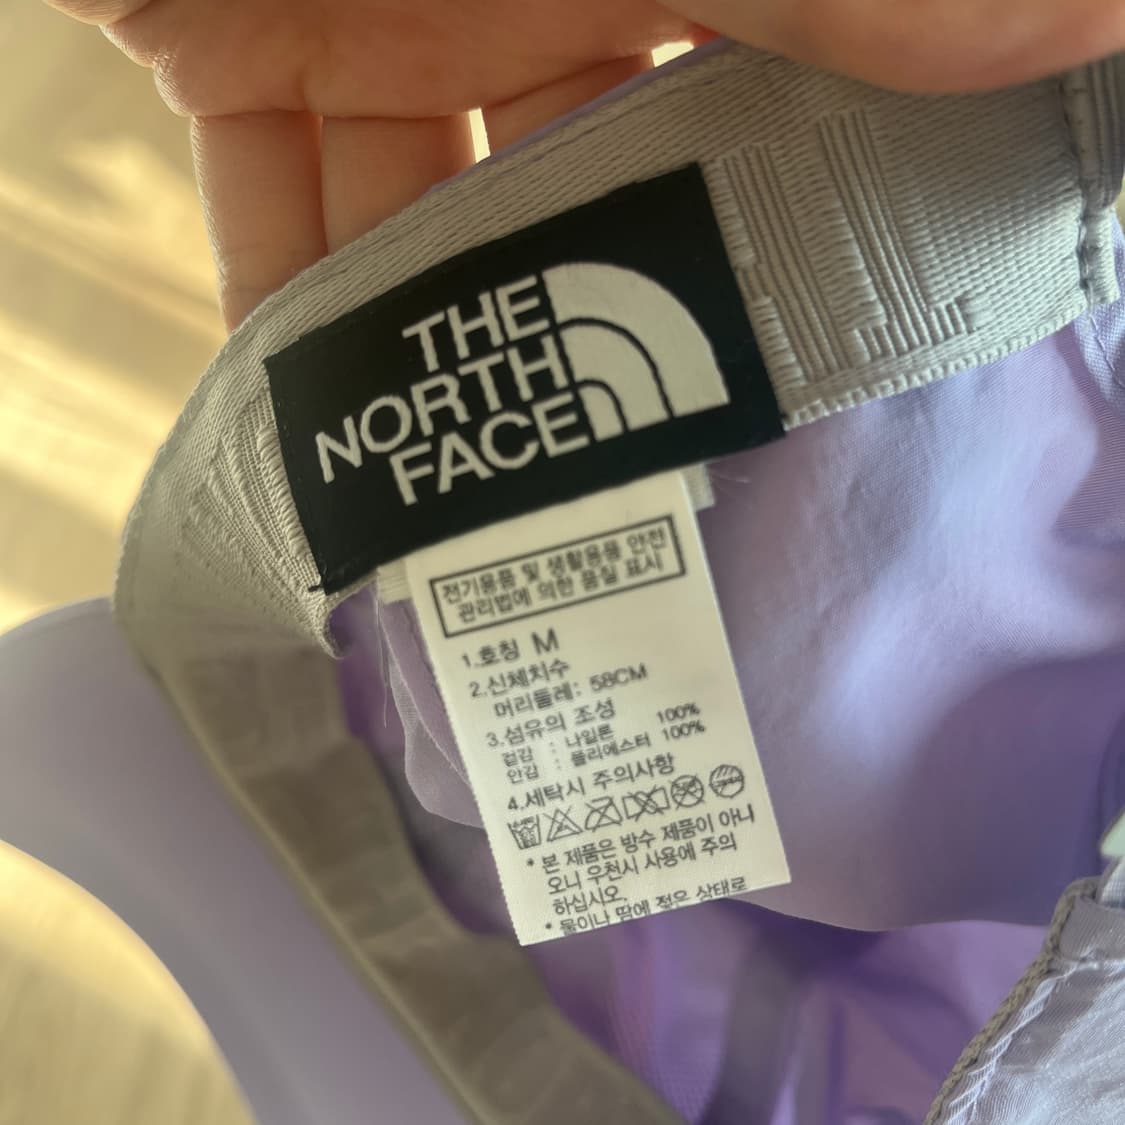 THE
NORTH
FACE
전기용품 및 생활용품 안전
관리법에 의한 품질 표시
1.호칭 M
2.신체치수
머리둘레: 58CM
3.섬유의 조성
겉감 : 나일론 100%
안감 : 폴리에스터 100%
4.세탁시 주의사항
* 본 제품은 방수 제품이 아니
오니 우천시 사용에 주의
하십시오.
* 물이나 땀에 젖은 상태로